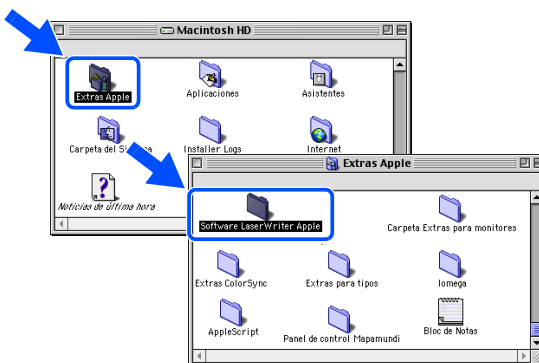 Macintosh HD
Extras Apple
Aplicaciones
Asistentes
Carpeta del
Installer Logs
Internet
Noticias de última hora
Extras Apple
Software LaserWriter Apple
Carpeta Extras para monitores
Extras ColorSync
Extras para tipos
Iomega
AppleScript
Panel de control Mapamundi
Bloc de Notas